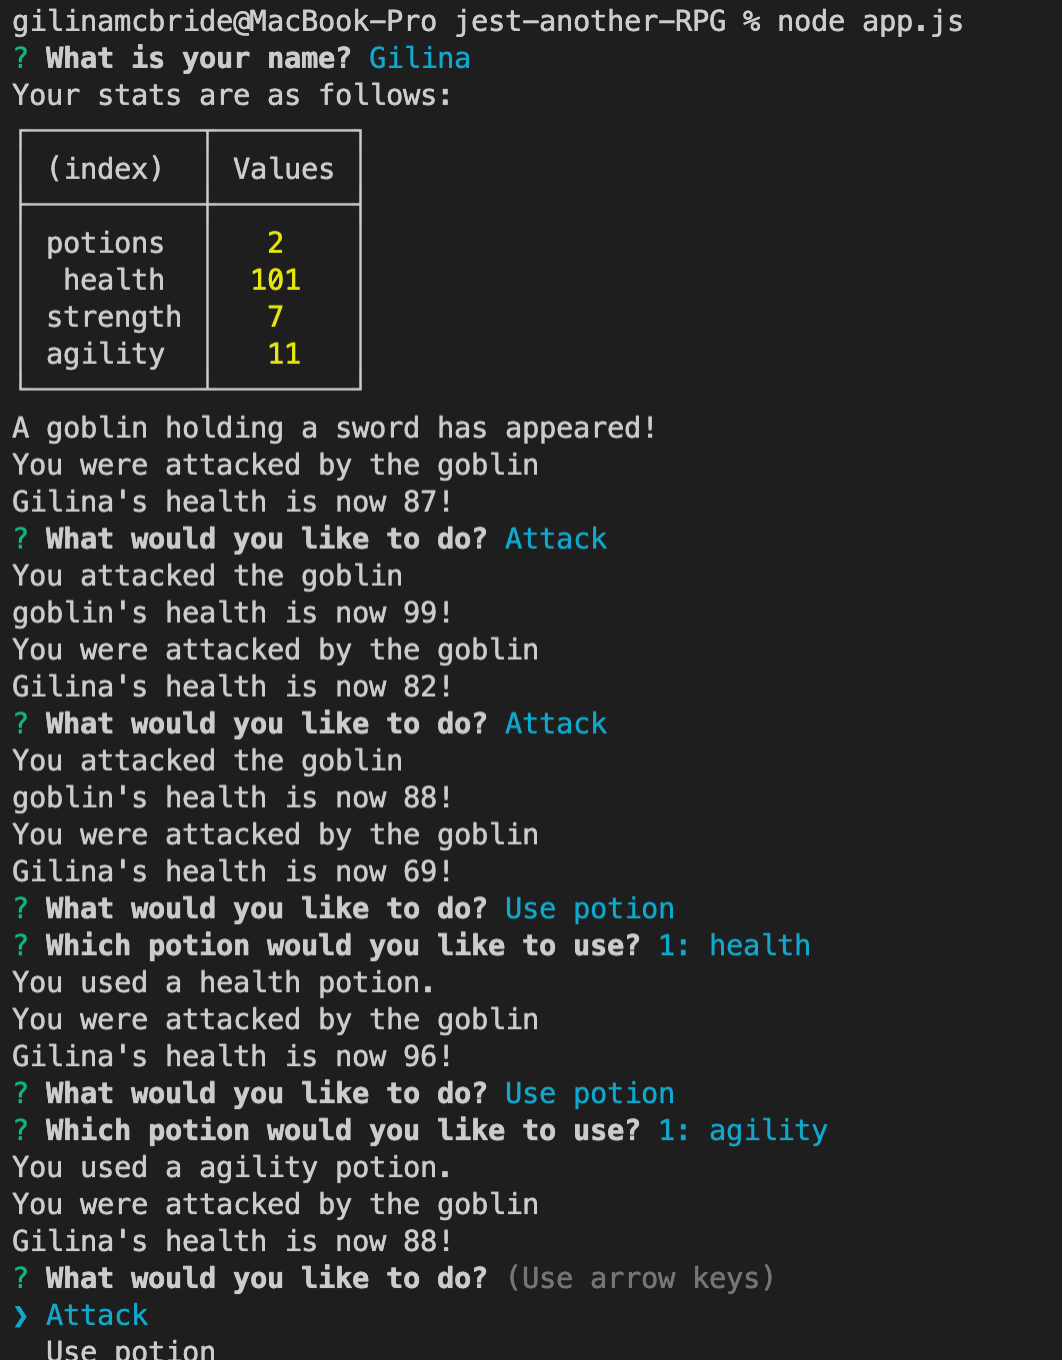 gilinamcbride@MacBook-Pro jest-another-RPG % node app.js
? What is your name? Gilina
Your stats are as follows:
(index) Values
potions 2
health 101
strength 7
agility 11
A goblin holding a sword has appeared!
You were attacked by the goblin
Gilina's health is now 87!
? What would you like to do? Attack
You attacked the goblin
goblin's health is now 99!
You were attacked by the goblin
Gilina's health is now 82!
? What would you like to do? Attack
You attacked the goblin
goblin's health is now 88!
You were attacked by the goblin
Gilina's health is now 69!
? What would you like to do? Use potion
? Which potion would you like to use? 1: health
You used a health potion.
You were attacked by the goblin
Gilina's health is now 96!
? What would you like to do? Use potion
? Which potion would you like to use? 1: agility
You used a agility potion.
You were attacked by the goblin
Gilina's health is now 88!
? What would you like to do? (Use arrow keys)
❯ Attack
Use potion